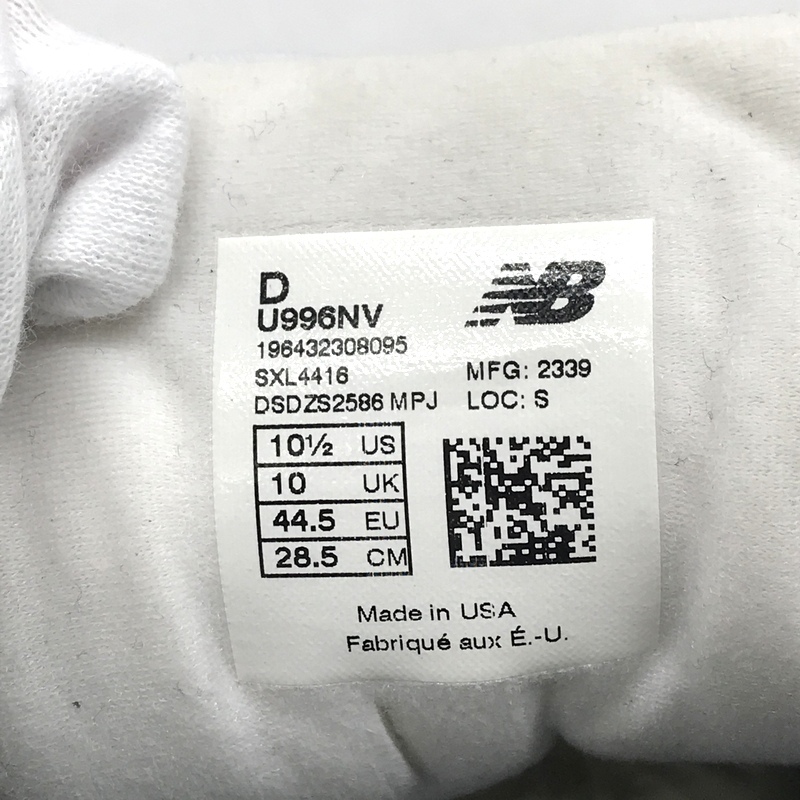 D
U996NV
196432308095
SXL4416
DSDZS2586 MPJ
NB
MFG: 2339
LOC: S
10½ US
10 UK
44.5 EU
28.5 CM
Made in USA
Fabriqué aux É.-U.